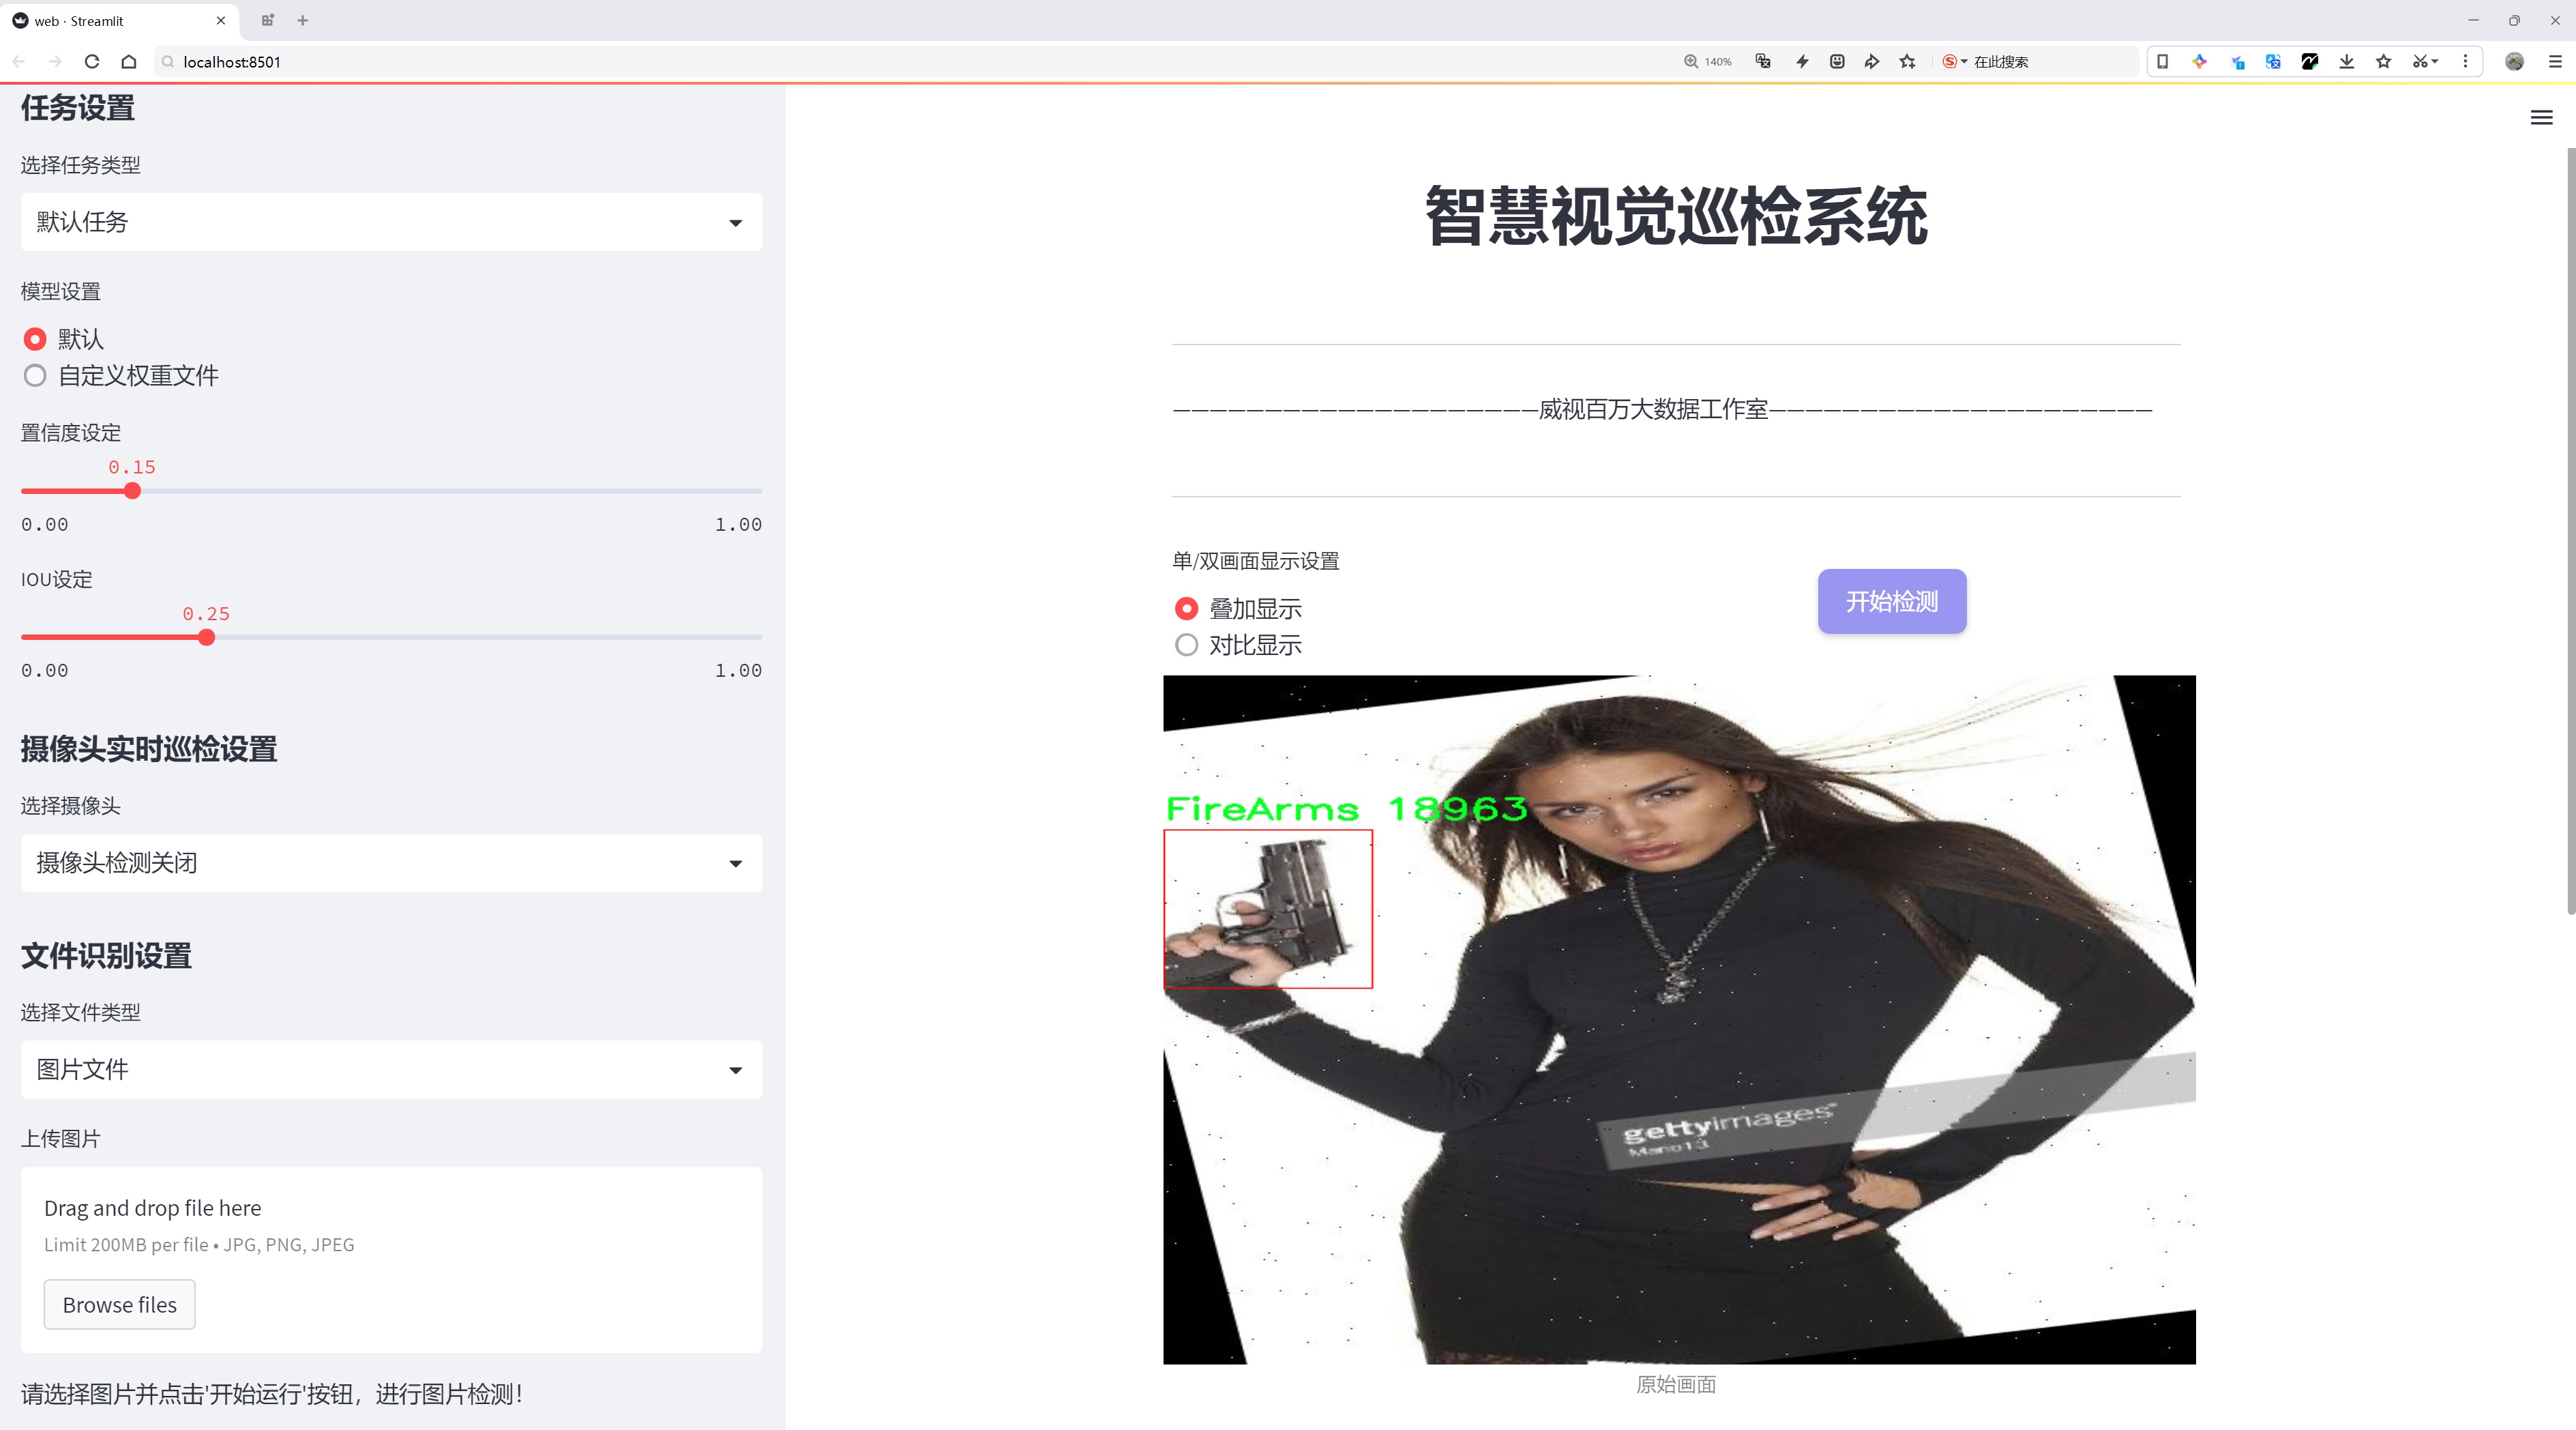 web · Streamlit
localhost:8501
140%
在此搜索
任务设置
选择任务类型
默认任务
模型设置
默认
自定义权重文件
置信度设定
0.15
0.00 1.00
IOU设定
0.25
0.00 1.00
摄像头实时巡检设置
选择摄像头
摄像头检测关闭
文件识别设置
选择文件类型
图片文件
上传图片
Drag and drop file here
Limit 200MB per file • JPG, PNG, JPEG
Browse files
请选择图片并点击'开始运行'按钮，进行图片检测！
智慧视觉巡检系统
————————————————————威视百万大数据工作室—————————————————————
单/双画面显示设置
叠加显示
对比显示
开始检测
FireArms 18963
gettyimages
原始画面